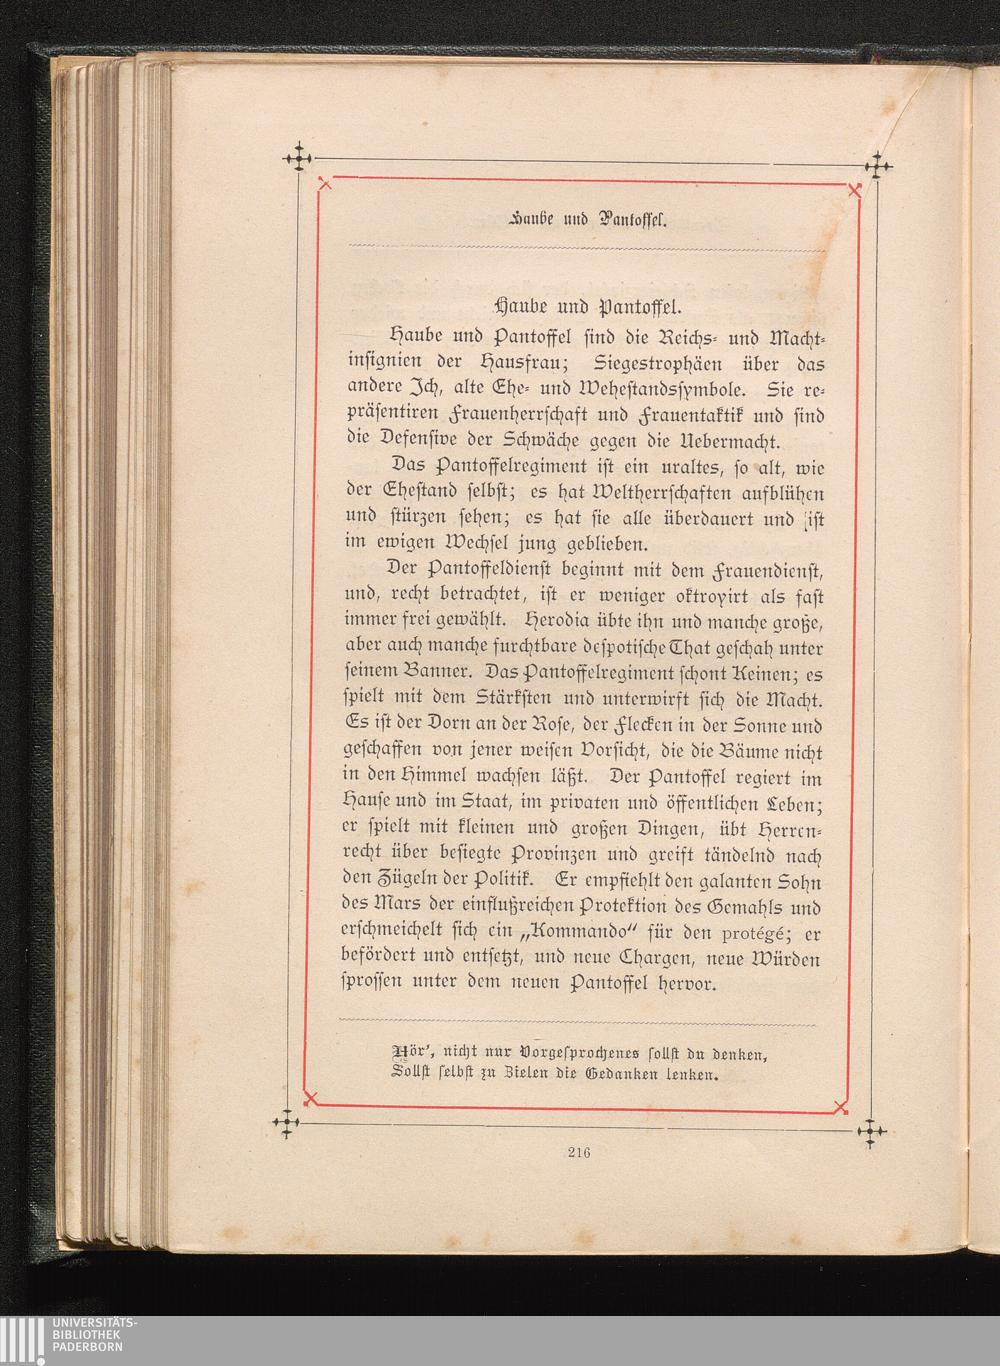 Haube und Pantoffel.
Haube und Pantoffel.
Haube und Pantoffel sind die Reichs- und Macht-
insignien der Hausfrau; Siegestrophäen über das
andere Ich, alte Ehe- und Wehestandssymbole. Sie re-
präsentiren Frauenherrschaft und Frauentaktik und sind
die Defensive der Schwäche gegen die Uebermacht.
Das Pantoffelregiment ist ein uraltes, so alt, wie
der Ehestand selbst; es hat Weltherrschaften aufblühen
und stürzen sehen; es hat sie alle überdauert und ist
im ewigen Wechsel jung geblieben.
Der Pantoffeldienst beginnt mit dem Frauendienst,
und, recht betrachtet, ist er weniger oktroyirt als fast
immer frei gewählt. Herodia übte ihn und manche große,
aber auch manche furchtbare despotische That geschah unter
seinem Banner. Das Pantoffelregiment schont Keinen; es
spielt mit dem Stärksten und unterwirft sich die Macht.
Es ist der Dorn an der Rose, der Flecken in der Sonne und
geschaffen von jener weisen Vorsicht, die die Bäume nicht
in den Himmel wachsen läßt. Der Pantoffel regiert im
Hause und im Staat, im privaten und öffentlichen Leben;
er spielt mit kleinen und großen Dingen, übt Herren-
recht über besiegte Provinzen und greift tändelnd nach
den Zügeln der Politik. Er empfiehlt den galanten Sohn
des Mars der einflußreichen Protektion des Gemahls und
erschmeichelt sich ein „Kommando“ für den protégé; er
befördert und entsetzt, und neue Chargen, neue Würden
sprossen unter dem neuen Pantoffel hervor.
Hör', nicht nur Vorgesprochenes sollst du denken,
Sollst selbst zu Zielen die Gedanken lenken.
216
UNIVERSITÄTS-
BIBLIOTHEK
PADERBORN